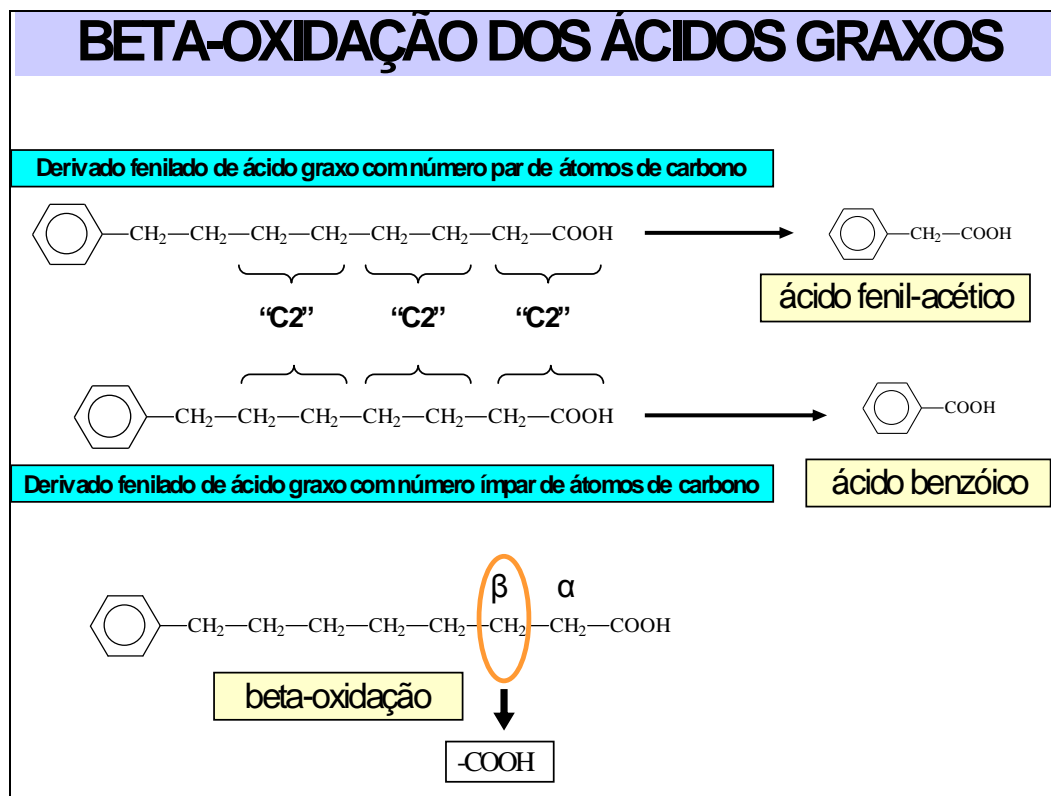 BETA-OXIDAÇÃO DOS ÁCIDOS GRAXOS
Derivado fenilado de ácido graxo com número par de átomos de carbono
—CH₂—CH₂—CH₂—CH₂—CH₂—CH₂—CH₂—COOH
—CH₂—COOH
ácido fenil-acético
“C2” “C2” “C2”
—CH₂—CH₂—CH₂—CH₂—CH₂—CH₂—COOH
—COOH
Derivado fenilado de ácido graxo com número ímpar de átomos de carbono
ácido benzóico
β α
—CH₂—CH₂—CH₂—CH₂—CH₂—CH₂—CH₂—COOH
beta-oxidação
-COOH